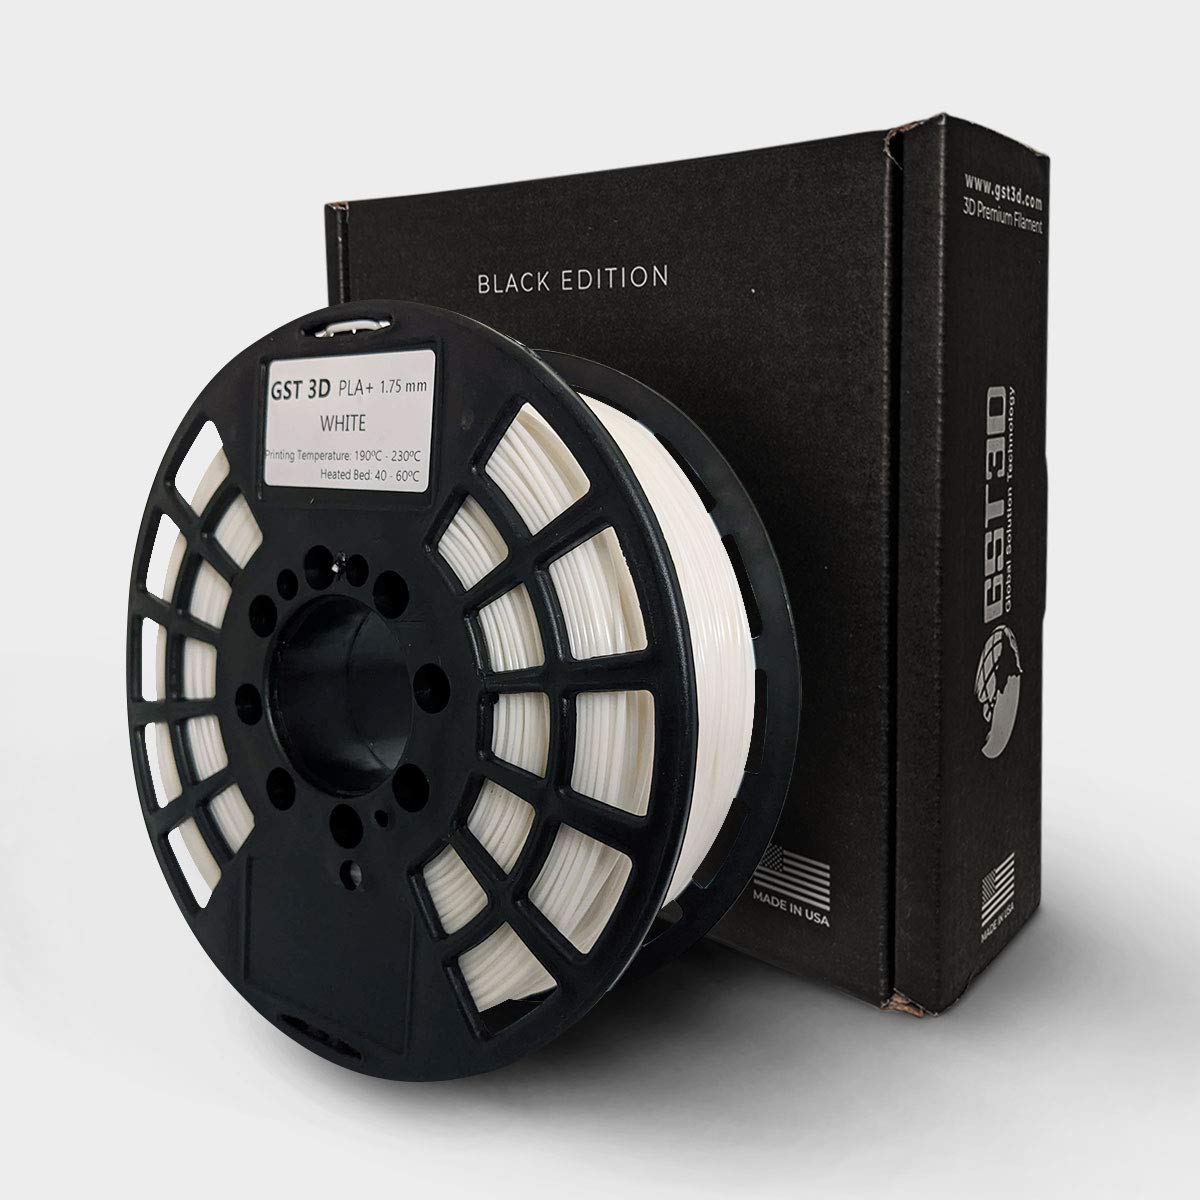 BLACK EDITION
www.gst3d.com
3D Premium Filament
GST 3D PLA+ 1.75 mm
WHITE
Printing Temperature: 190ºC - 230ºC
Heated Bed: 40 - 60ºC
GST3D
Global Solution Technology
MADE IN USA
MADE IN USA